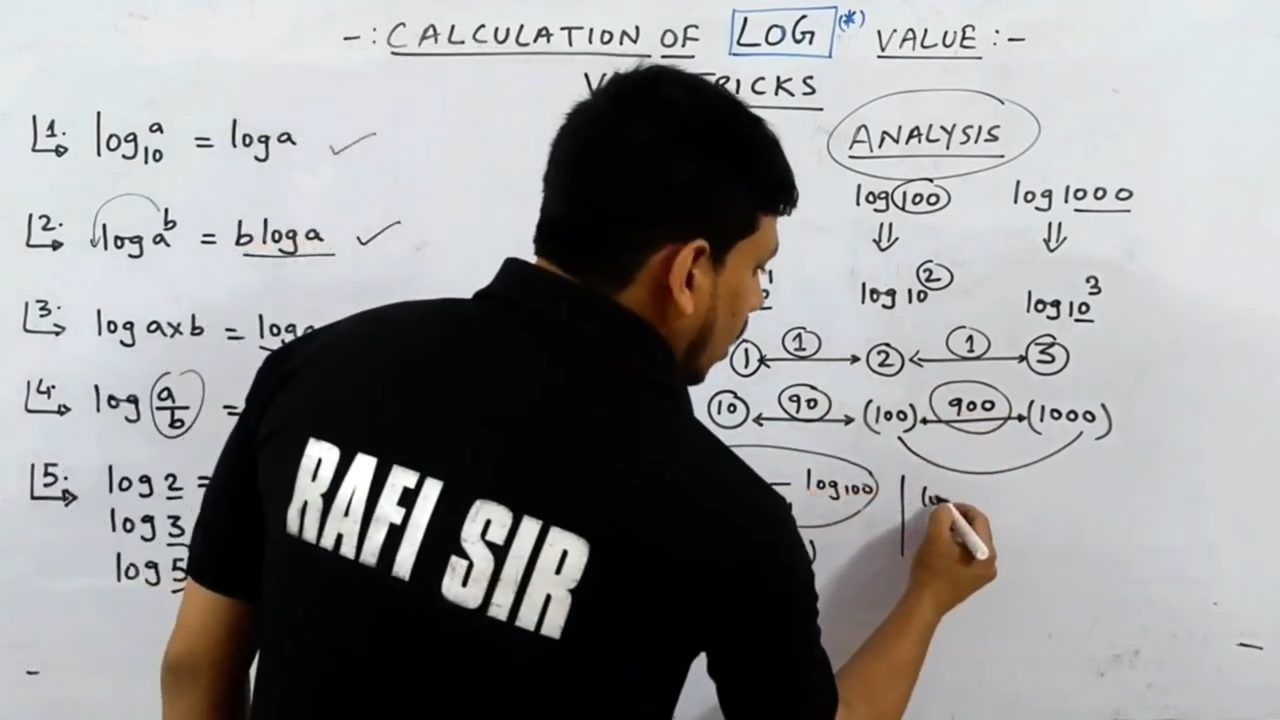 -: CALCULATION OF LOG (*) VALUE :-
TRICKS
1. log₁₀ᵃ = log a ✓
2. log aᵇ = b log a ✓
3. log a×b = log
4. log (a/b) =
5. log 2 =
log 3
log 5
ANALYSIS
log 100 log 1000
⇓ ⇓
log 10² log 10³
1 ↔ 1 ↔ 2 ↔ 1 ↔ 3
10 ↔ 90 ↔ (100) ↔ 900 ↔ (1000)
- log 100
RAFI SIR